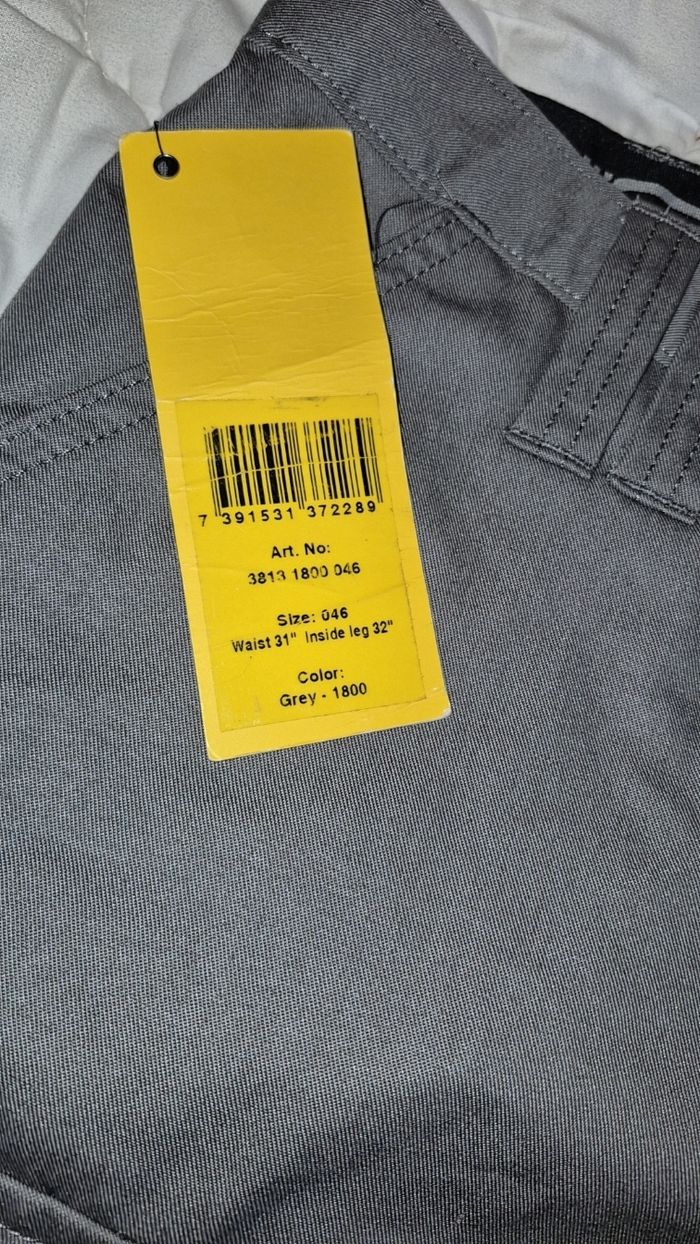 7 391531 372289
Art. No:
3813 1800 046
Size: 046
Waist 31" Inside leg 32"
Color:
Grey - 1800